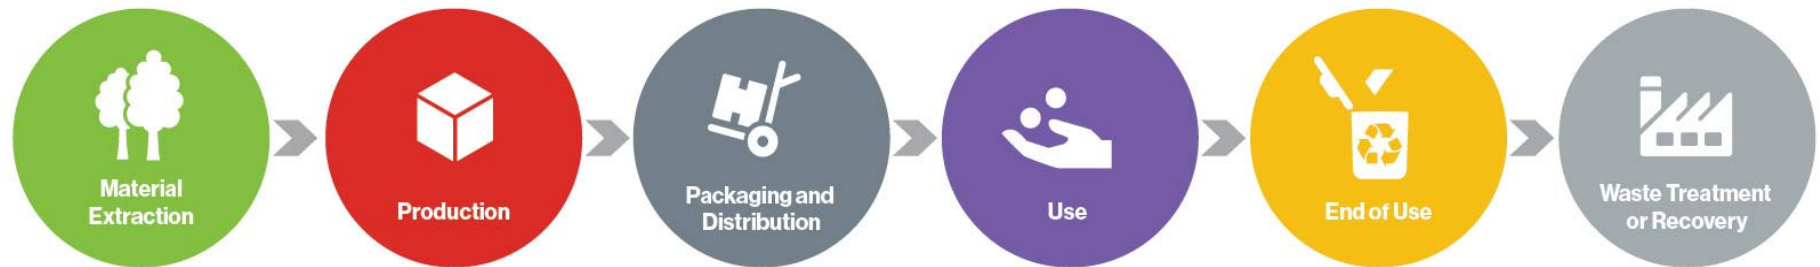 Material
Extraction
Production
Packaging and
Distribution
Use
End of Use
Waste Treatment
or Recovery